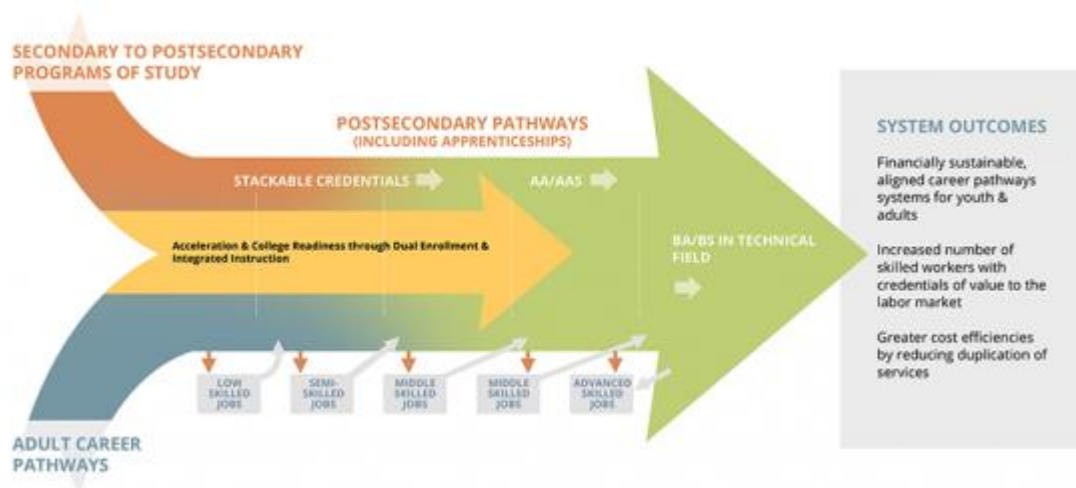 SECONDARY TO POSTSECONDARY
PROGRAMS OF STUDY
POSTSECONDARY PATHWAYS
(INCLUDING APPRENTICESHIPS)
STACKABLE CREDENTIALS
AA/AAS
Acceleration & College Readiness through Dual Enrollment &
Integrated Instruction
BA/BS IN TECHNICAL
FIELD
LOW
SKILLED
JOBS
SEMI-
SKILLED
JOBS
MIDDLE
SKILLED
JOBS
MIDDLE
SKILLED
JOBS
ADVANCED
SKILLED
JOBS
ADULT CAREER
PATHWAYS
SYSTEM OUTCOMES
Financially sustainable,
aligned career pathways
systems for youth &
adults
Increased number of
skilled workers with
credentials of value to the
labor market
Greater cost efficiencies
by reducing duplication of
services